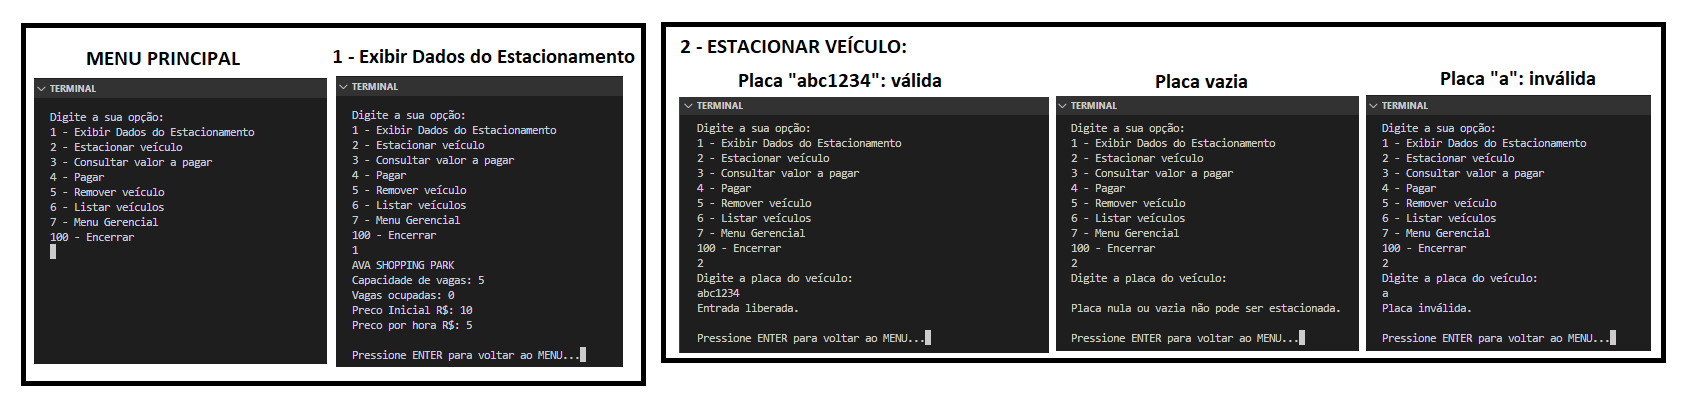 MENU PRINCIPAL
TERMINAL
Digite a sua opção:
1 - Exibir Dados do Estacionamento
2 - Estacionar veículo
3 - Consultar valor a pagar
4 - Pagar
5 - Remover veículo
6 - Listar veículos
7 - Menu Gerencial
100 - Encerrar
1 - Exibir Dados do Estacionamento
TERMINAL
Digite a sua opção:
1 - Exibir Dados do Estacionamento
2 - Estacionar veículo
3 - Consultar valor a pagar
4 - Pagar
5 - Remover veículo
6 - Listar veículos
7 - Menu Gerencial
100 - Encerrar
1
AVA SHOPPING PARK
Capacidade de vagas: 5
Vagas ocupadas: 0
Preco Inicial R$: 10
Preco por hora R$: 5
Pressione ENTER para voltar ao MENU...
2 - ESTACIONAR VEÍCULO:
Placa "abc1234": válida
TERMINAL
Digite a sua opção:
1 - Exibir Dados do Estacionamento
2 - Estacionar veículo
3 - Consultar valor a pagar
4 - Pagar
5 - Remover veículo
6 - Listar veículos
7 - Menu Gerencial
100 - Encerrar
2
Digite a placa do veículo:
abc1234
Entrada liberada.
Pressione ENTER para voltar ao MENU...
Placa vazia
TERMINAL
Digite a sua opção:
1 - Exibir Dados do Estacionamento
2 - Estacionar veículo
3 - Consultar valor a pagar
4 - Pagar
5 - Remover veículo
6 - Listar veículos
7 - Menu Gerencial
100 - Encerrar
2
Digite a placa do veículo:
Placa nula ou vazia não pode ser estacionada.
Pressione ENTER para voltar ao MENU...
Placa "a": inválida
TERMINAL
Digite a sua opção:
1 - Exibir Dados do Estacionamento
2 - Estacionar veículo
3 - Consultar valor a pagar
4 - Pagar
5 - Remover veículo
6 - Listar veículos
7 - Menu Gerencial
100 - Encerrar
2
Digite a placa do veículo:
a
Placa inválida.
Pressione ENTER para voltar ao MENU...